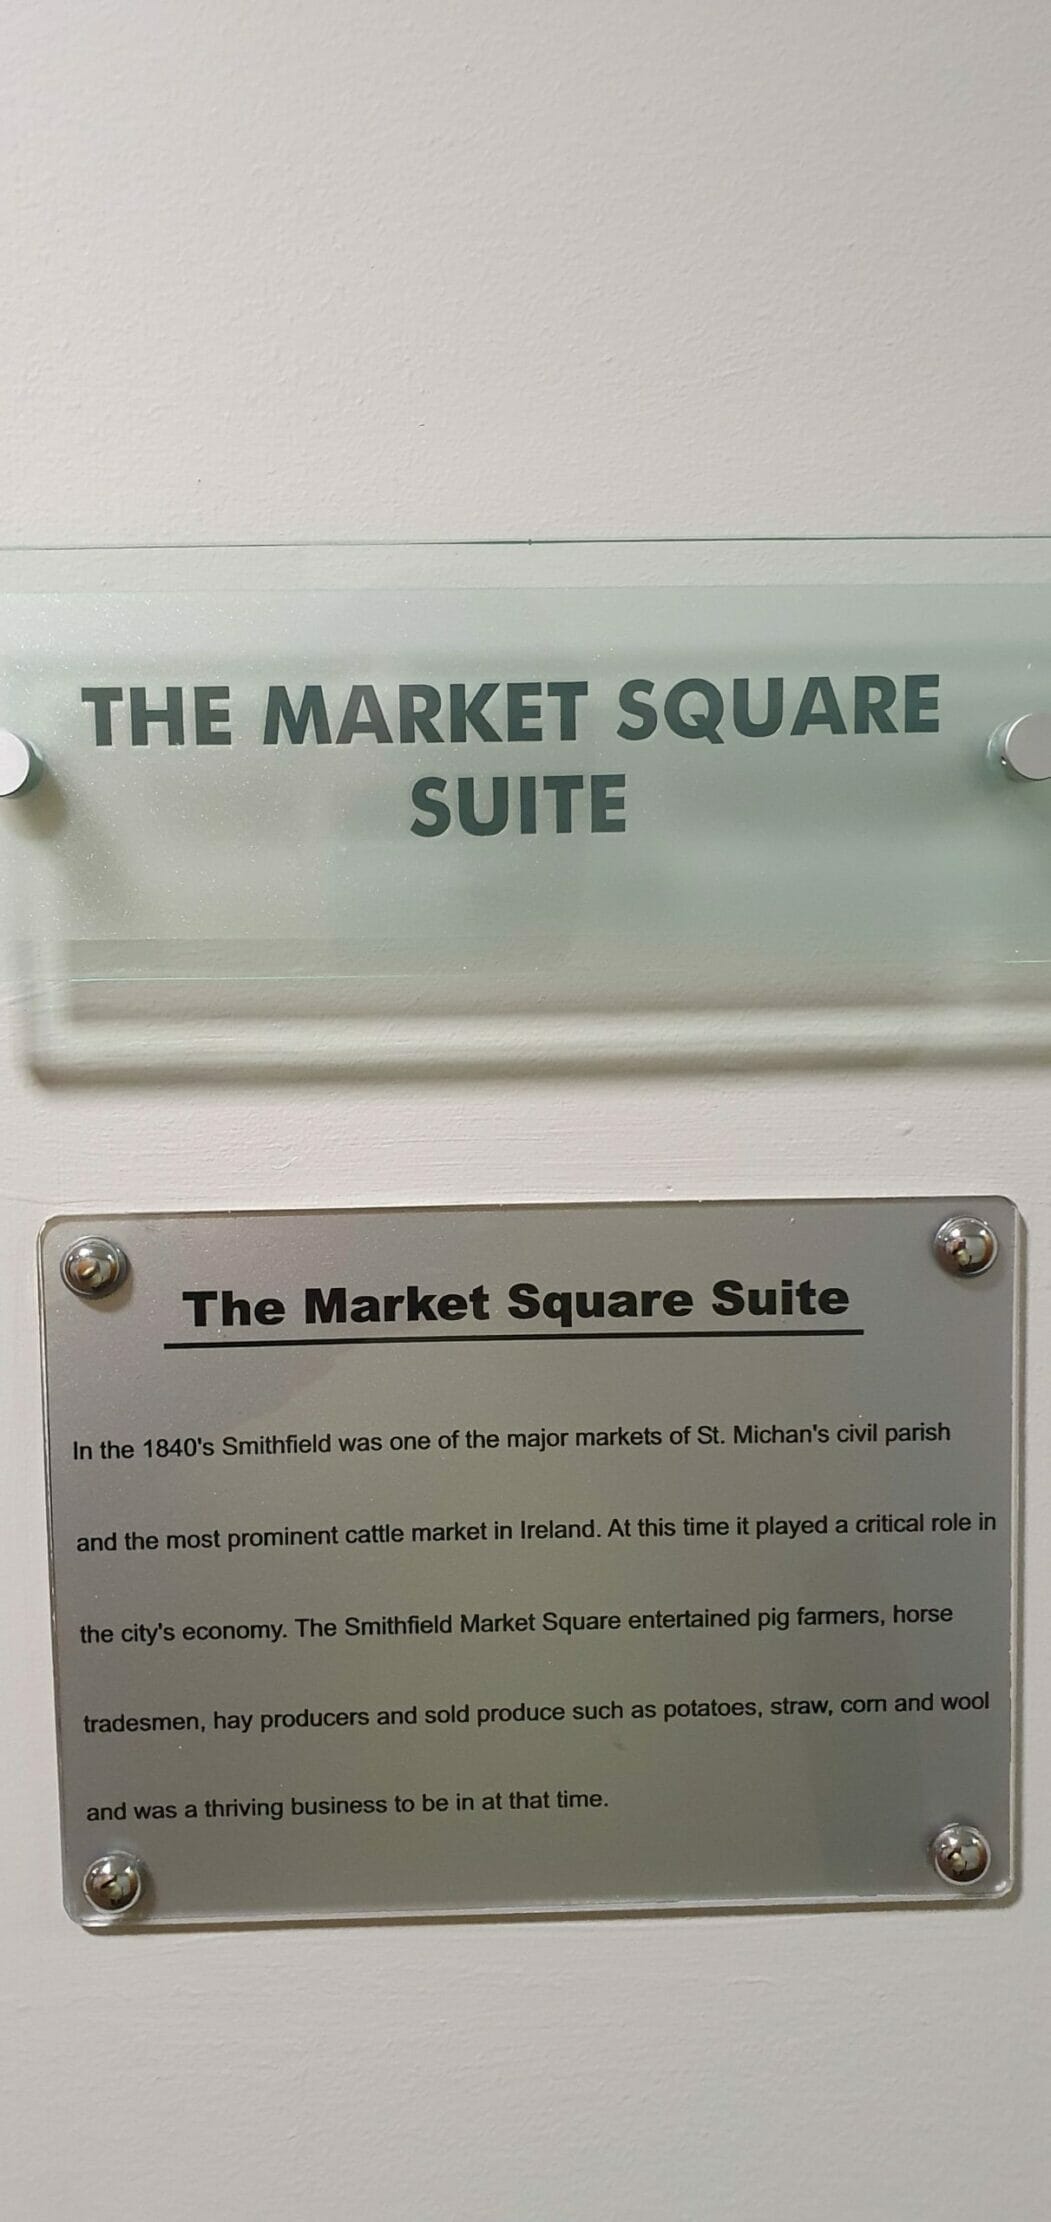 THE MARKET SQUARE
SUITE
The Market Square Suite
In the 1840's Smithfield was one of the major markets of St. Michan's civil parish
and the most prominent cattle market in Ireland. At this time it played a critical role in
the city's economy. The Smithfield Market Square entertained pig farmers, horse
tradesmen, hay producers and sold produce such as potatoes, straw, corn and wool
and was a thriving business to be in at that time.